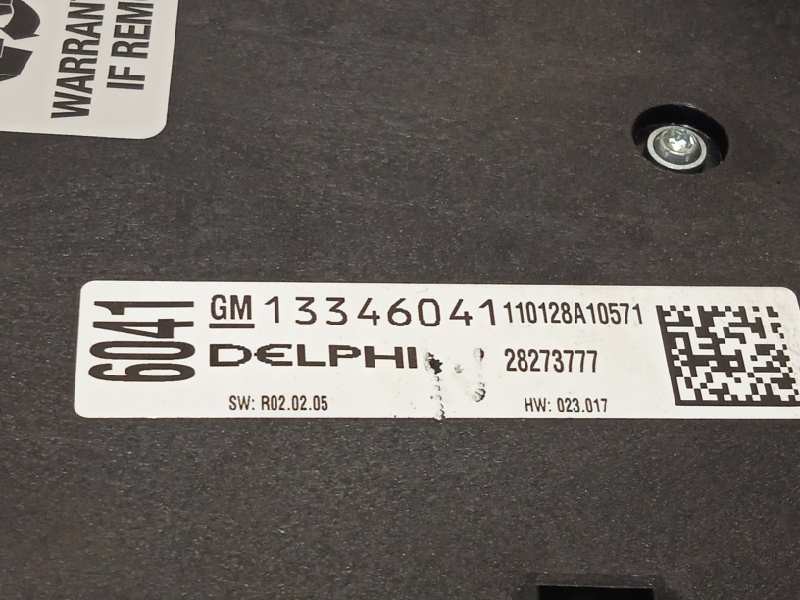 WARRANT
IF REM
6041
GM 13346041 110128A10571
DELPHI 28273777
SW: R02.02.05 HW: 023.017